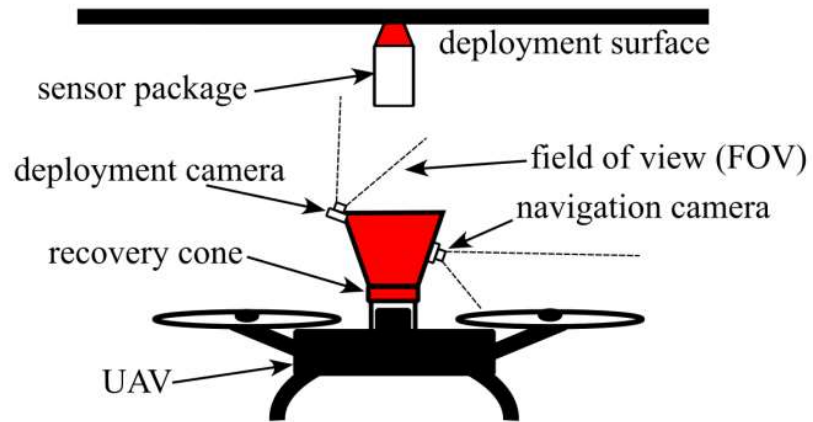 deployment surface
sensor package
deployment camera
field of view (FOV)
navigation camera
recovery cone
UAV